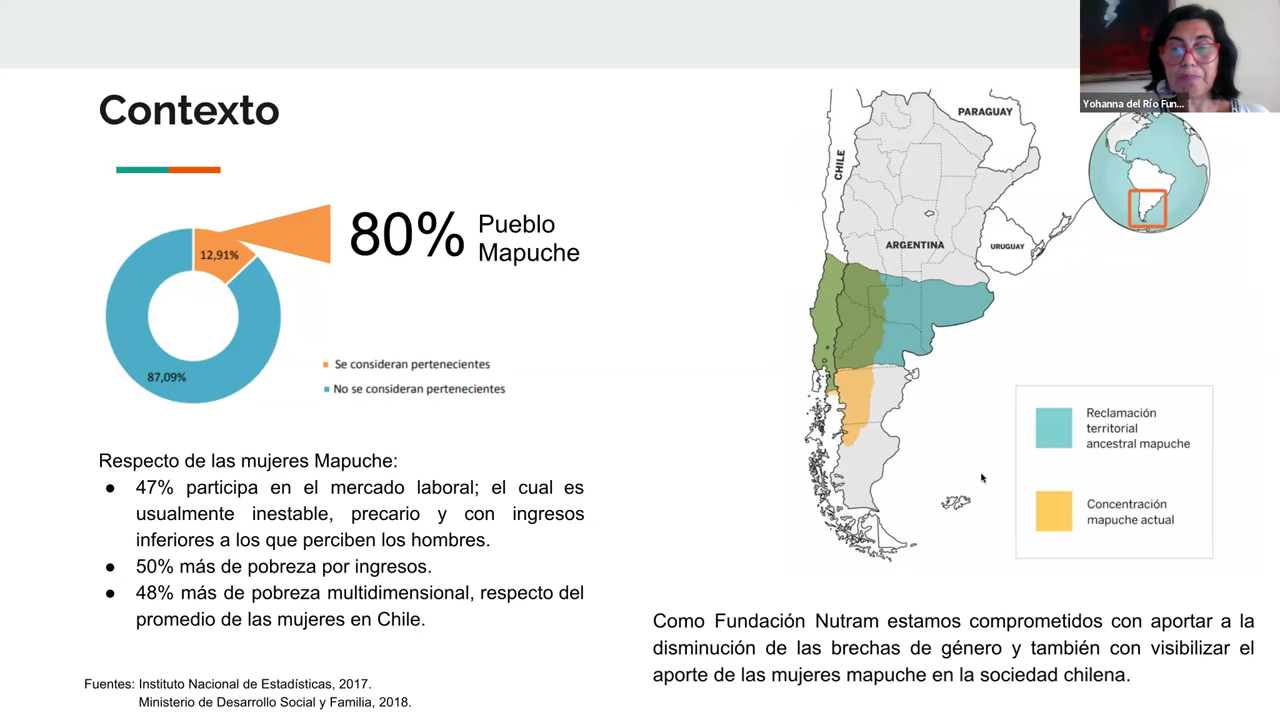 Contexto
12,91%
87,09%
80%
Pueblo
Mapuche
Se consideran pertenecientes
No se consideran pertenecientes
Respecto de las mujeres Mapuche:
● 47% participa en el mercado laboral; el cual es
usualmente inestable, precario y con ingresos
inferiores a los que perciben los hombres.
● 50% más de pobreza por ingresos.
● 48% más de pobreza multidimensional, respecto del
promedio de las mujeres en Chile.
Fuentes: Instituto Nacional de Estadísticas, 2017.
Ministerio de Desarrollo Social y Familia, 2018.
Yohanna del Río Fun...
PARAGUAY
CHILE
ARGENTINA
URUGUAY
Reclamación
territorial
ancestral mapuche
Concentración
mapuche actual
Como Fundación Nutram estamos comprometidos con aportar a la
disminución de las brechas de género y también con visibilizar el
aporte de las mujeres mapuche en la sociedad chilena.